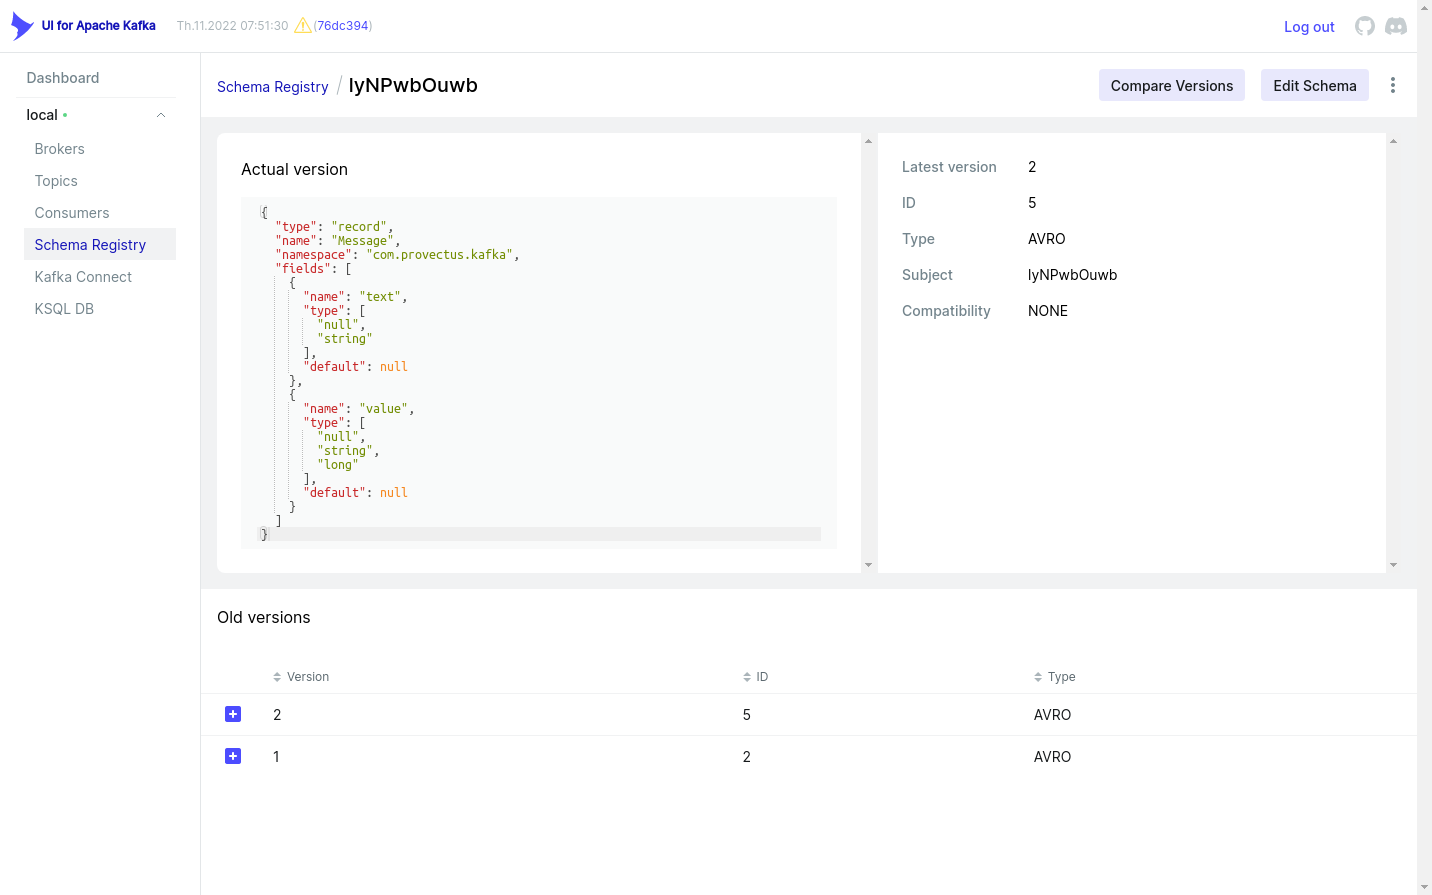 UI for Apache Kafka Th.11.2022 07:51:30 (76dc394) Log out
Dashboard
local
Brokers
Topics
Consumers
Schema Registry
Kafka Connect
KSQL DB
Schema Registry / lyNPwbOuwb Compare Versions Edit Schema
Actual version
{
  "type": "record",
  "name": "Message",
  "namespace": "com.provectus.kafka",
  "fields": [
    {
      "name": "text",
      "type": [
        "null",
        "string"
      ],
      "default": null
    },
    {
      "name": "value",
      "type": [
        "null",
        "string",
        "long"
      ],
      "default": null
    }
  ]
}
Latest version 2
ID 5
Type AVRO
Subject lyNPwbOuwb
Compatibility NONE
Old versions
Version ID Type
2 5 AVRO
1 2 AVRO